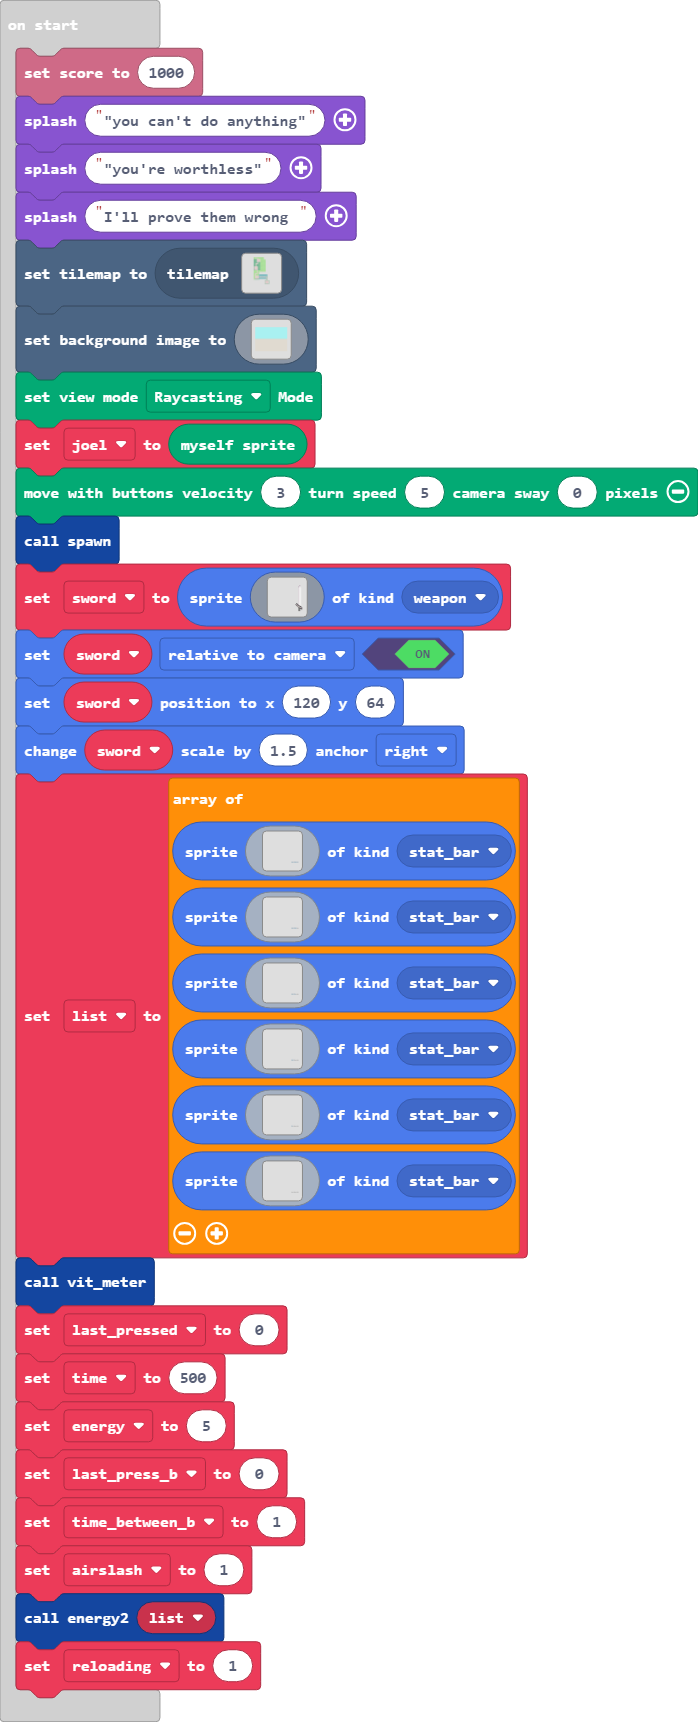 on start
set score to 1000
splash ""you can't do anything""
splash ""you're worthless""
splash "I'll prove them wrong "
set tilemap to tilemap
set background image to
set view mode Raycasting Mode
set joel to myself sprite
move with buttons velocity 3 turn speed 5 camera sway 0 pixels
call spawn
set sword to sprite of kind weapon
set sword relative to camera ON
set sword position to x 120 y 64
change sword scale by 1.5 anchor right
array of
sprite of kind stat_bar
sprite of kind stat_bar
sprite of kind stat_bar
set list to
sprite of kind stat_bar
sprite of kind stat_bar
sprite of kind stat_bar
call vit_meter
set last_pressed to 0
set time to 500
set energy to 5
set last_press_b to 0
set time_between_b to 1
set airslash to 1
call energy2 list
set reloading to 1